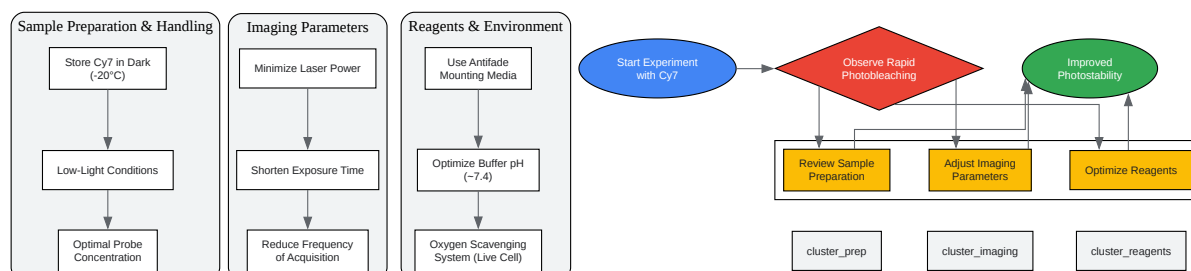 Sample Preparation & Handling
Store Cy7 in Dark
(-20°C)
Low-Light Conditions
Optimal Probe
Concentration
Imaging Parameters
Minimize Laser Power
Shorten Exposure Time
Reduce Frequency
of Acquisition
Reagents & Environment
Use Antifade
Mounting Media
Optimize Buffer pH
(~7.4)
Oxygen Scavenging
System (Live Cell)
Start Experiment
with Cy7
Observe Rapid
Photobleaching
Improved
Photostability
Review Sample
Preparation
Adjust Imaging
Parameters
Optimize Reagents
cluster_prep
cluster_imaging
cluster_reagents